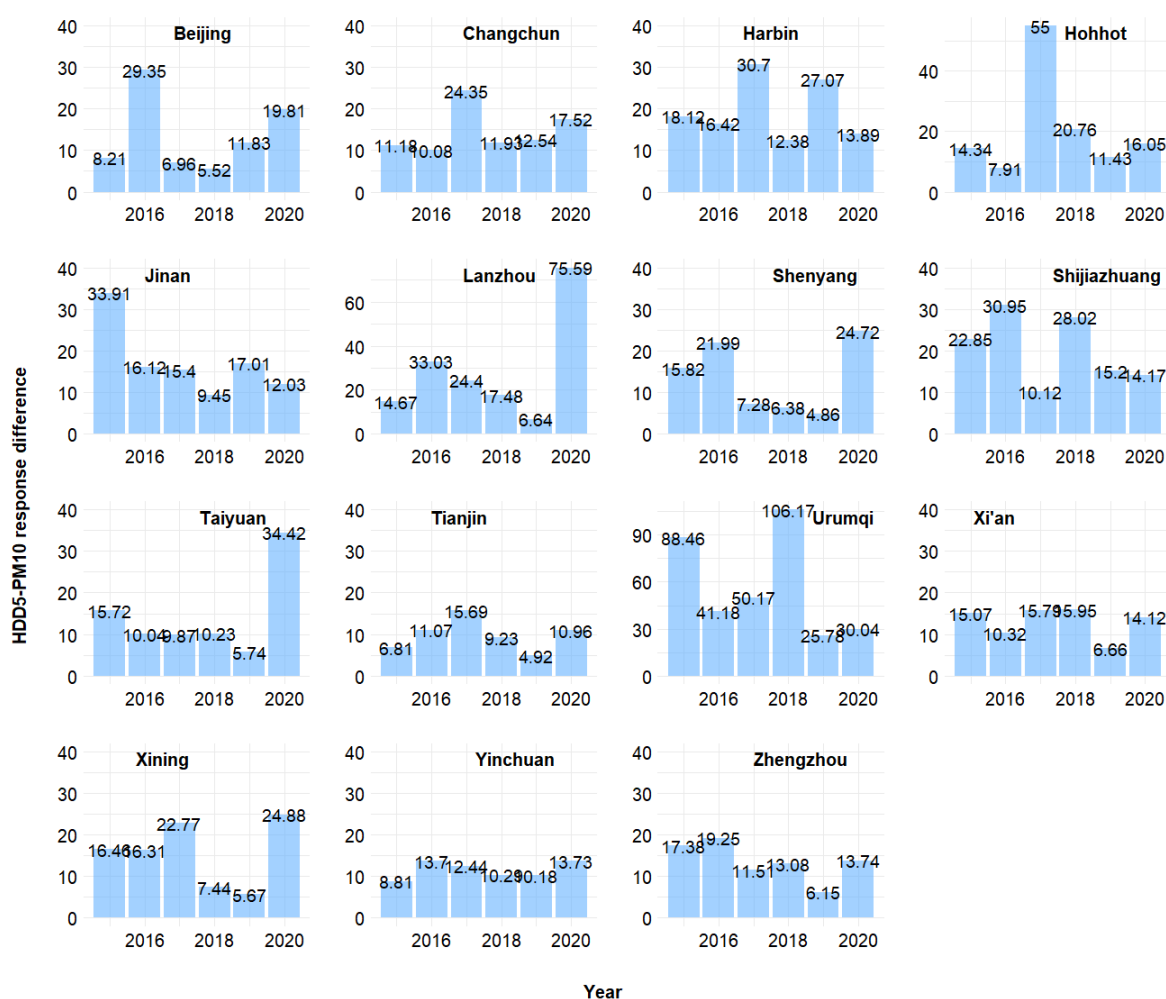 HDD5-PM10 response difference
40 Beijing
30 29.35
20 19.81
10 8.21 6.96 5.52 11.83
0
2016 2018 2020
40 Changchun
30 24.35
20 17.52
10 11.18 10.08 11.93 12.54
0
2016 2018 2020
40 Harbin
30 30.7 27.07
20 18.12 16.42
10 12.38 13.89
0
2016 2018 2020
55 Hohhot
40
20 14.34 20.76 16.05
7.91 11.43
0
2016 2018 2020
40 Jinan
30 33.91
20 16.12 15.4 17.01
10 9.45 12.03
0
2016 2018 2020
Lanzhou 75.59
60
40 33.03
20 14.67 24.4 17.48
6.64
0
2016 2018 2020
40 Shenyang
30 24.72
20 15.82 21.99
10 7.28 6.38 4.86
0
2016 2018 2020
40 Shijiazhuang
30 30.95 28.02
20 22.85 15.2 14.17
10 10.12
0
2016 2018 2020
40 Taiyuan
30 34.42
20 15.72
10 10.04 9.87 10.23 5.74
0
2016 2018 2020
40 Tianjin
30
20 15.69
10 6.81 11.07 9.23 4.92 10.96
0
2016 2018 2020
106.17 Urumqi
90 88.46
60 41.18 50.17
30 25.78 30.04
0
2016 2018 2020
40 Xi'an
30
20 15.07 15.79 15.95 14.12
10 10.32 6.66
0
2016 2018 2020
40 Xining
30 24.88
20 16.46 16.31 22.77
10 7.44 5.67
0
2016 2018 2020
40 Yinchuan
30
20 13.7 12.44 13.73
10 8.81 10.29 10.18
0
2016 2018 2020
40 Zhengzhou
30
20 17.38 19.25
10 11.51 13.08 6.15 13.74
0
2016 2018 2020
Year